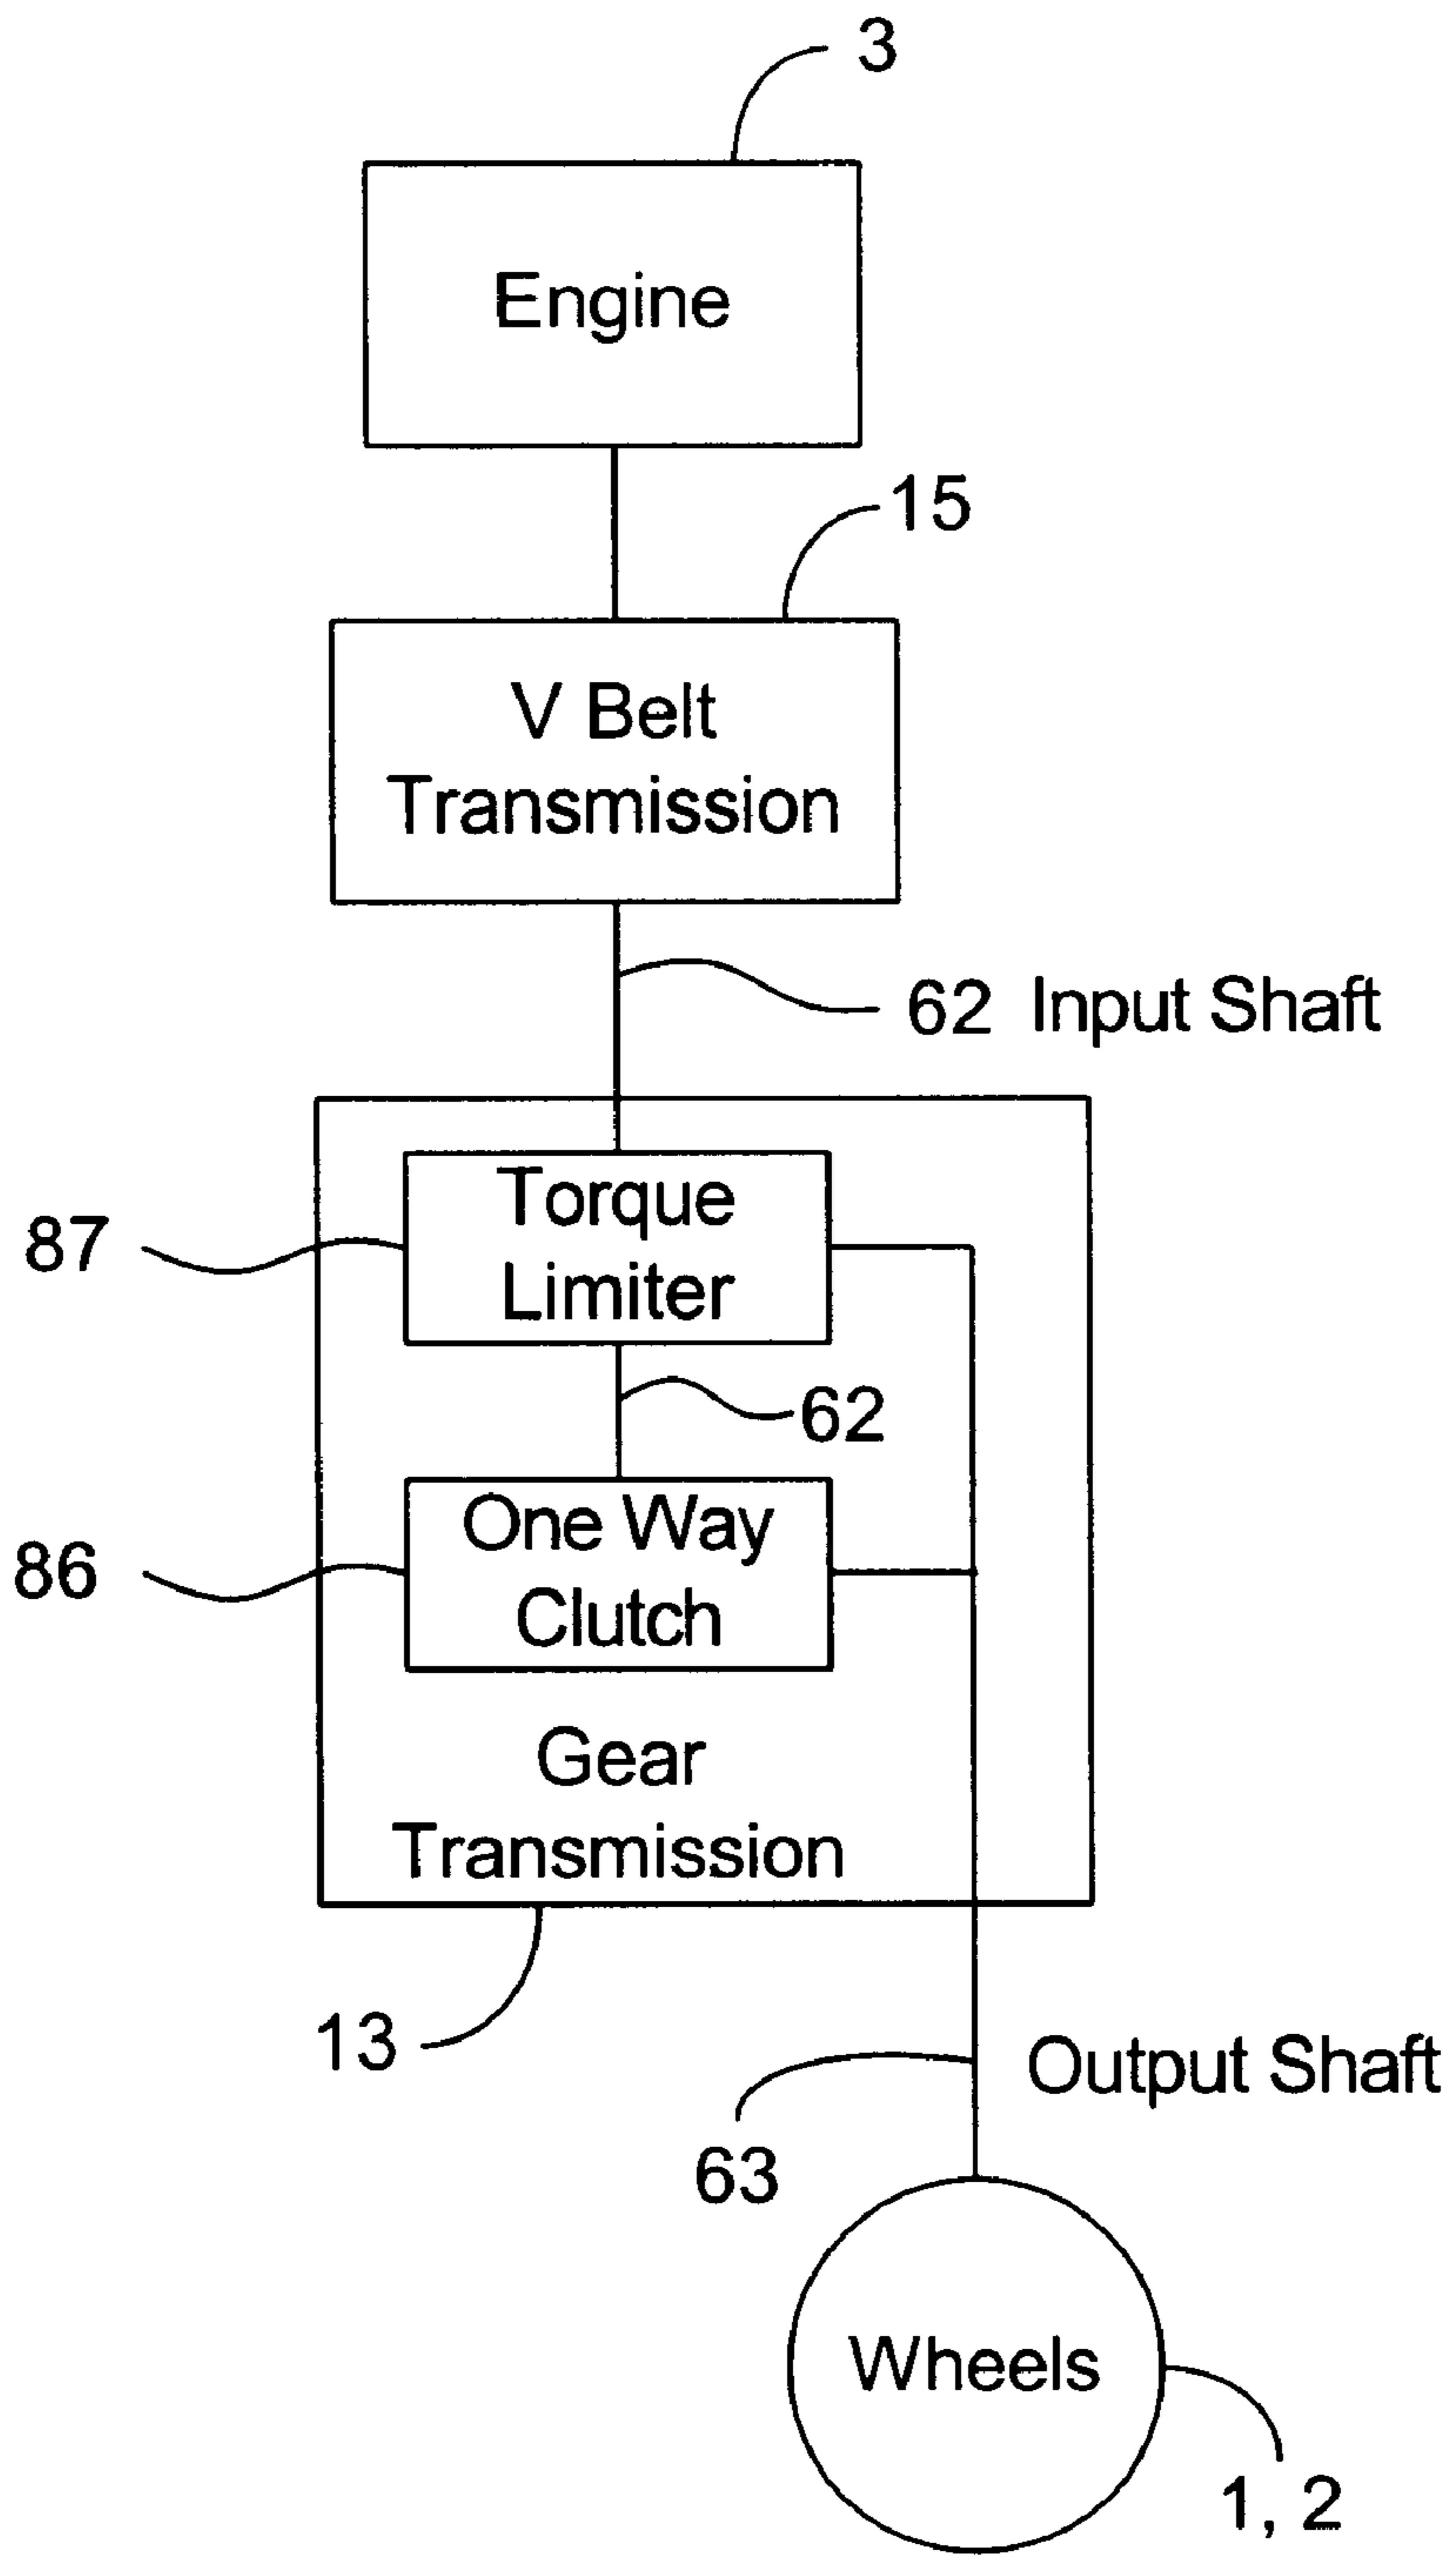 3
Engine
15
V Belt
Transmission
62 Input Shaft
Torque
Limiter
87
62
One Way
Clutch
86
Gear
Transmission
13
Output Shaft
63
Wheels
1, 2